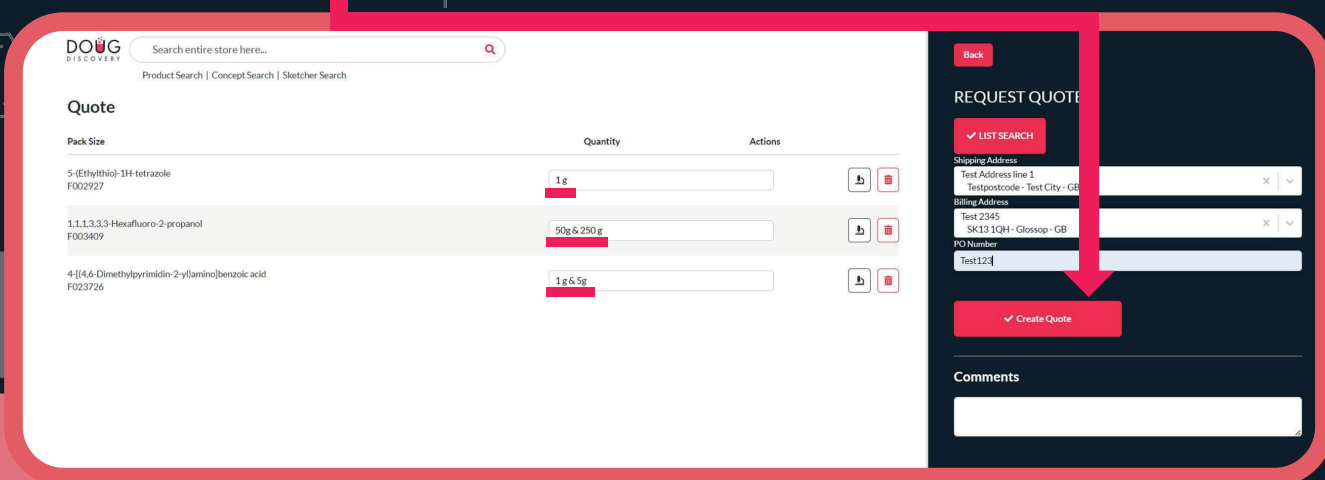 DOUG
DISCOVERY
Search entire store here...
Product Search | Concept Search | Sketcher Search
Quote
Pack Size Quantity Actions
5-(Ethylthio)-1H-tetrazole
F002927
1 g
1,1,1,3,3,3-Hexafluoro-2-propanol
F003409
50g & 250 g
4-[(4,6-Dimethylpyrimidin-2-yl)amino]benzoic acid
F023726
1 g & 5g
Back
REQUEST QUOTE
LIST SEARCH
Shipping Address
Test Address line 1
Testpostcode - Test City - GB
Billing Address
Test 2345
SK13 1QH - Glossop - GB
PO Number
Test123
Create Quote
Comments